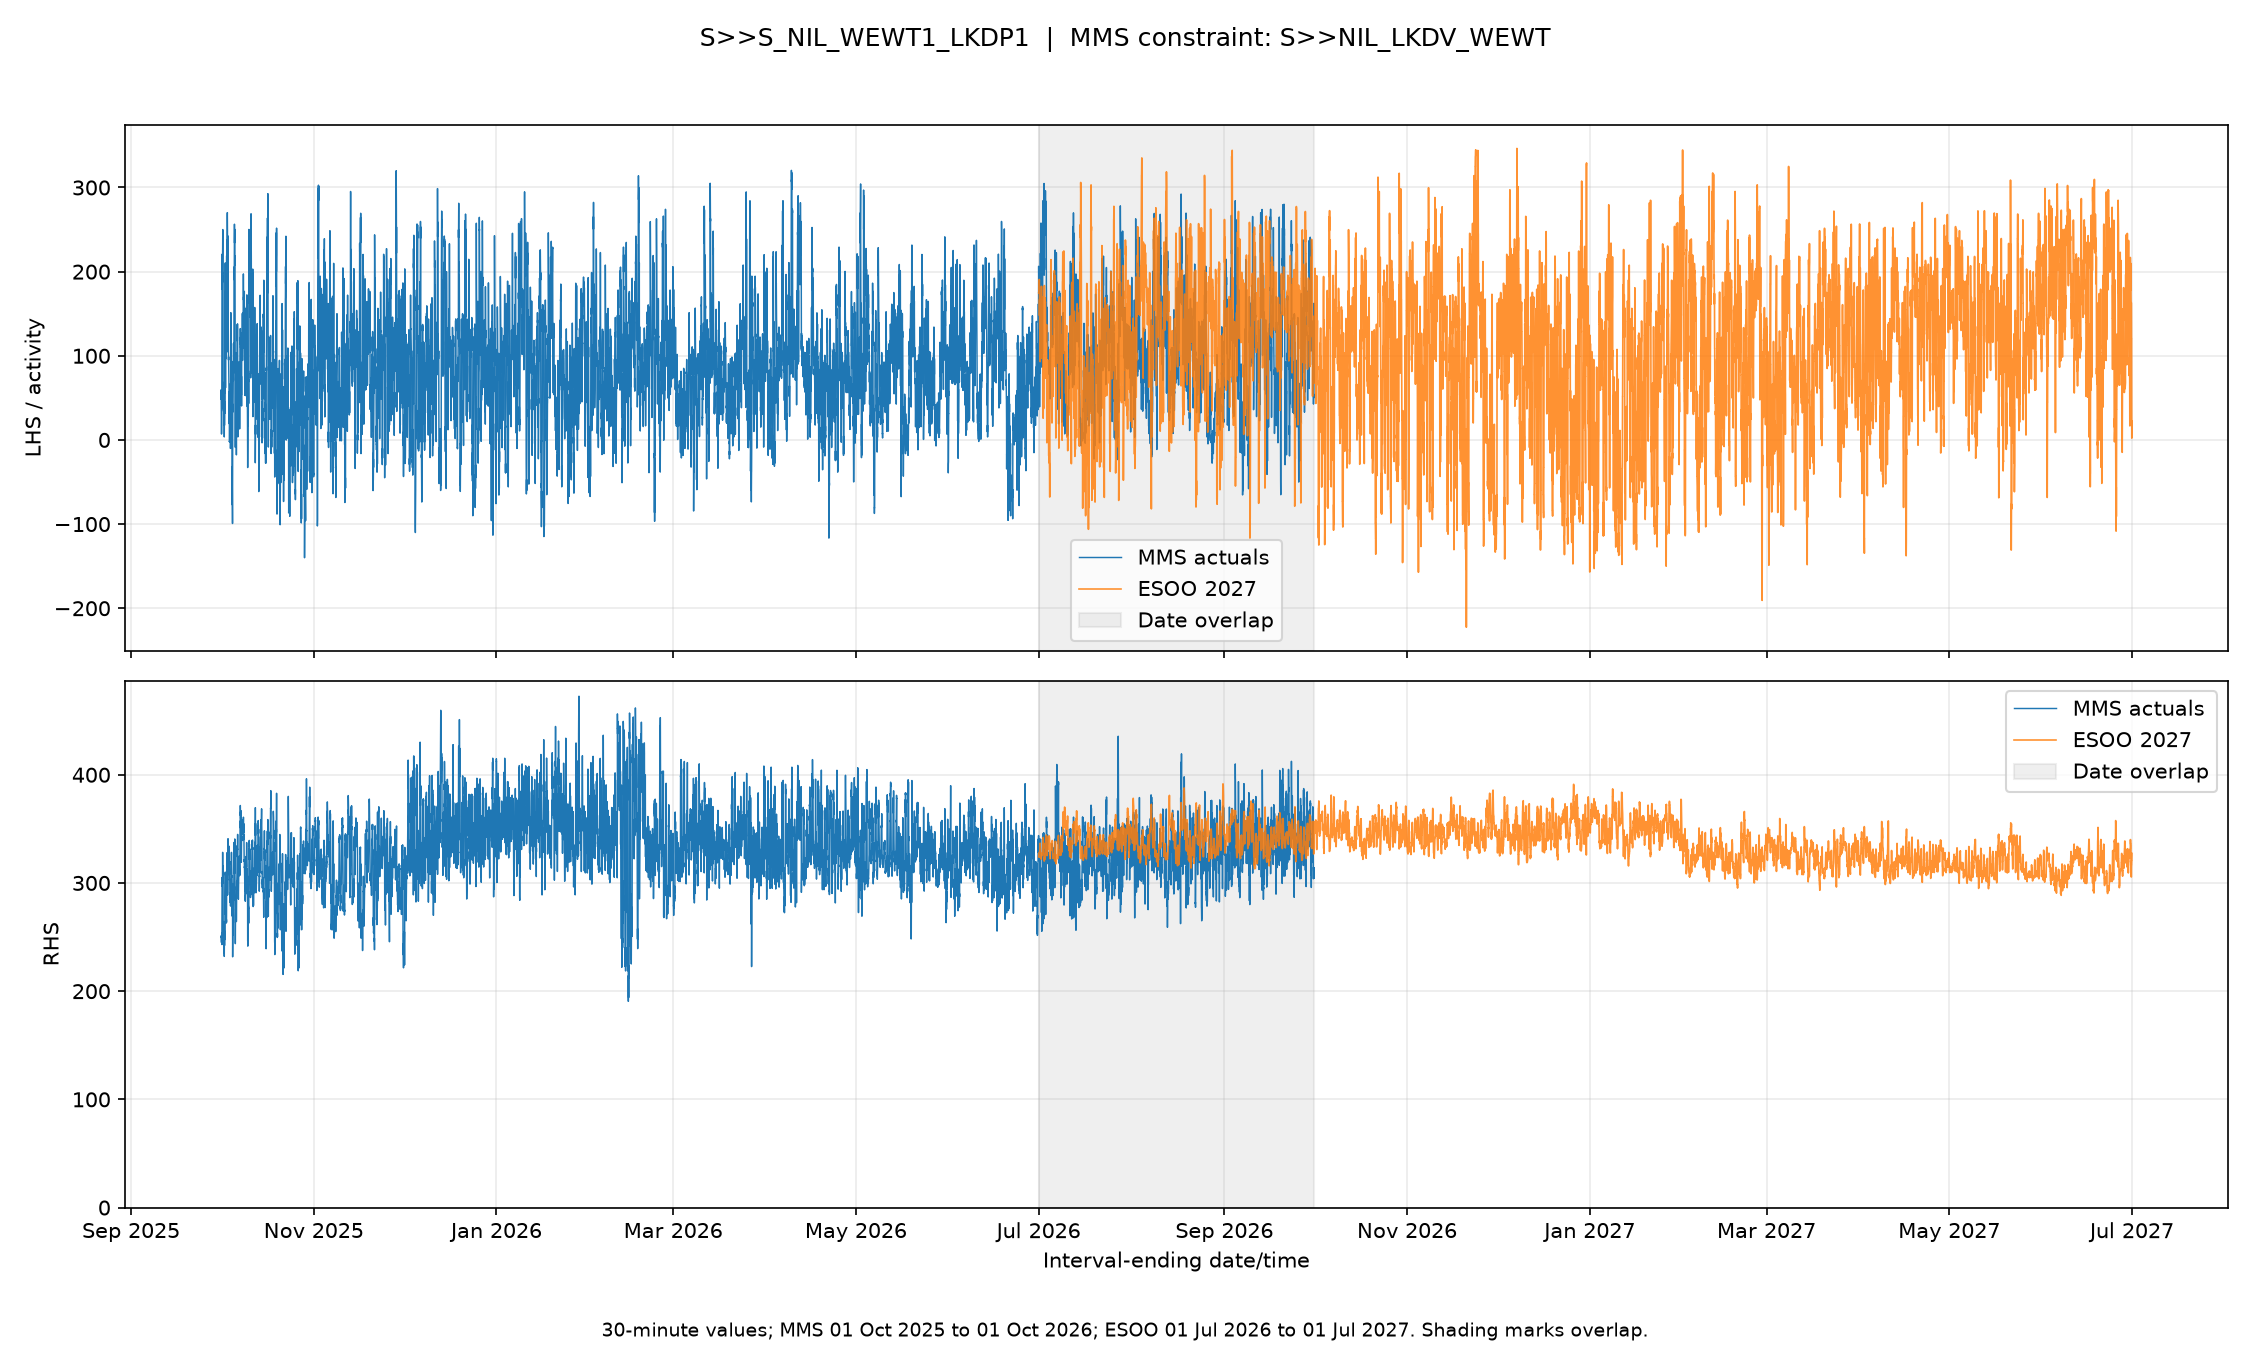 S>>S_NIL_WEWT1_LKDP1 | MMS constraint: S>>NIL_LKDV_WEWT
LHS / activity
300
200
100
0
−100
−200
MMS actuals
ESOO 2027
Date overlap
RHS
400
300
200
100
0
MMS actuals
ESOO 2027
Date overlap
Sep 2025 Nov 2025 Jan 2026 Mar 2026 May 2026 Jul 2026 Sep 2026 Nov 2026 Jan 2027 Mar 2027 May 2027 Jul 2027
Interval-ending date/time
30-minute values; MMS 01 Oct 2025 to 01 Oct 2026; ESOO 01 Jul 2026 to 01 Jul 2027. Shading marks overlap.